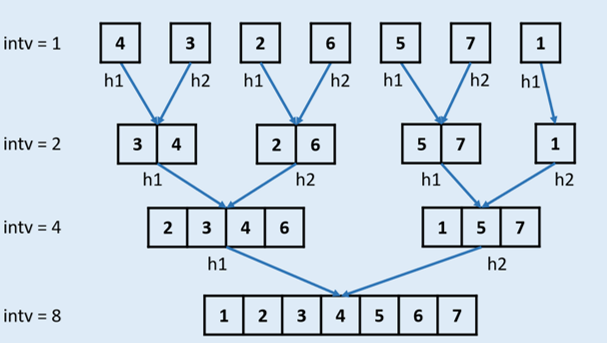 intv = 1 4 3 2 6 5 7 1
h1 h2 h1 h2 h1 h2 h1
intv = 2 3 4 2 6 5 7 1
h1 h2 h1 h2
intv = 4 2 3 4 6 1 5 7
h1 h2
intv = 8 1 2 3 4 5 6 7